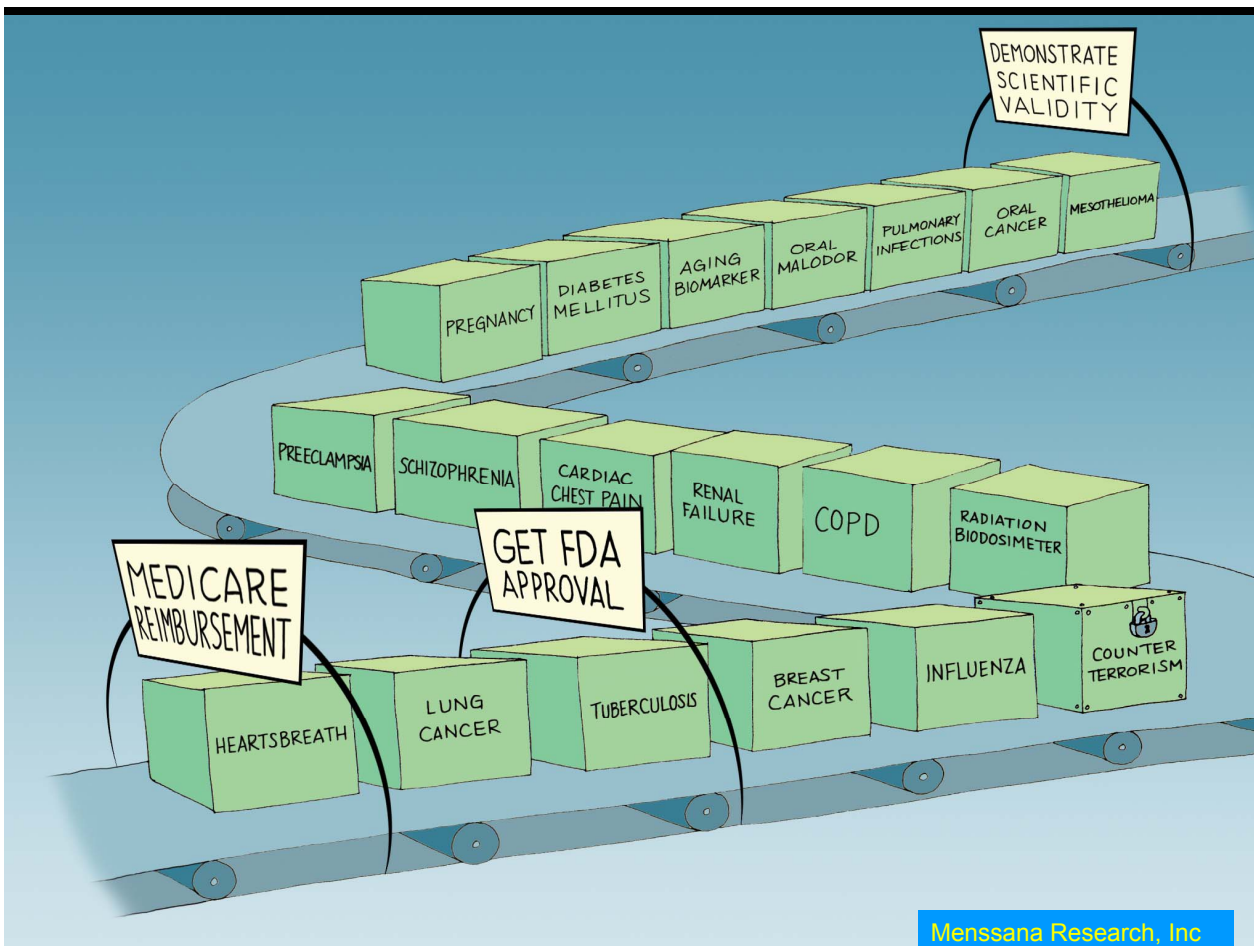 DEMONSTRATE
SCIENTIFIC
VALIDITY
PREGNANCY
DIABETES
MELLITUS
AGING
BIOMARKER
ORAL
MALODOR
PULMONARY
INFECTIONS
ORAL
CANCER
MESOTHELIOMA
PREECLAMPSIA
SCHIZOPHRENIA
CARDIAC
CHEST PAIN
RENAL
FAILURE
COPD
RADIATION
BIODOSIMETER
MEDICARE
REIMBURSEMENT
GET FDA
APPROVAL
HEARTSBREATH
LUNG
CANCER
TUBERCULOSIS
BREAST
CANCER
INFLUENZA
COUNTER
TERRORISM
Menssana Research, Inc